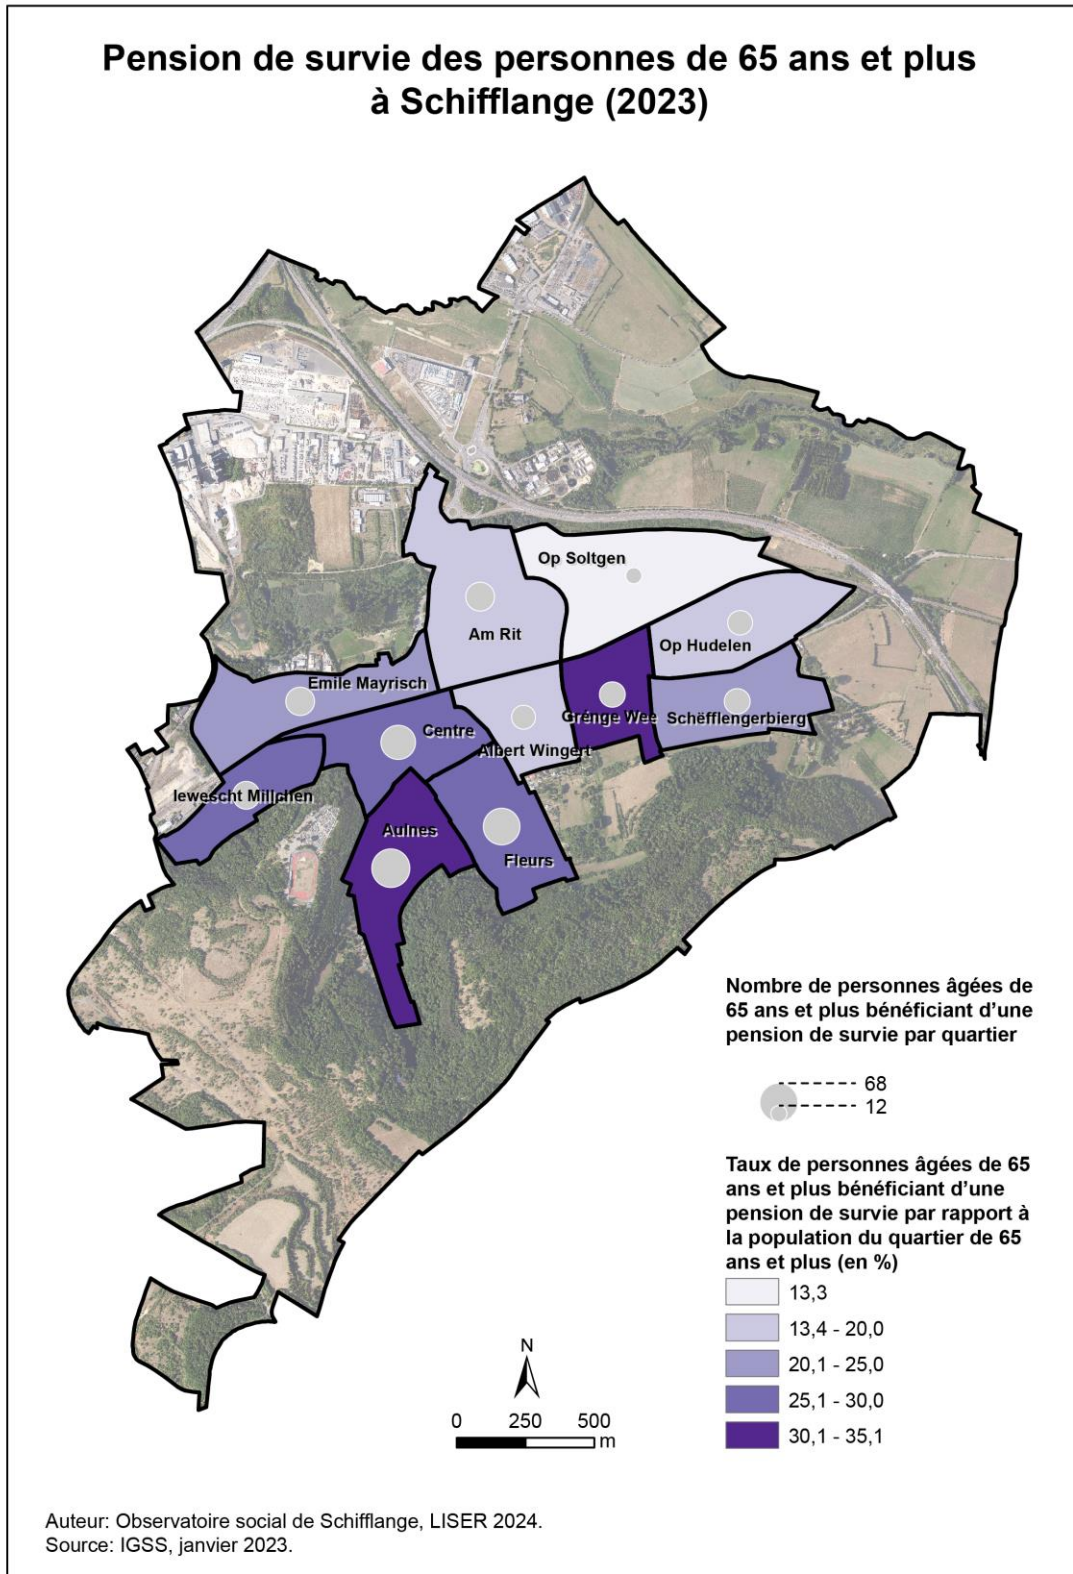 Pension de survie des personnes de 65 ans et plus
à Schifflange (2023)
Op Soltgen
Am Rit
Op Hudelen
Emile Mayrisch
Grénge Wee
Schëfflengerbierg
Centre
Albert Wingert
Iewescht Millchen
Aulnes
Fleurs
Nombre de personnes âgées de
65 ans et plus bénéficiant d'une
pension de survie par quartier
68
12
Taux de personnes âgées de 65
ans et plus bénéficiant d'une
pension de survie par rapport à
la population du quartier de 65
ans et plus (en %)
13,3
13,4 - 20,0
20,1 - 25,0
25,1 - 30,0
30,1 - 35,1
N
0 250 500
m
Auteur: Observatoire social de Schifflange, LISER 2024.
Source: IGSS, janvier 2023.